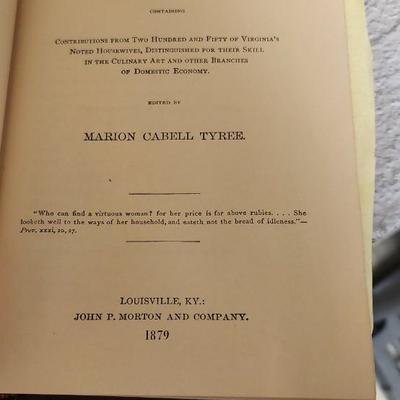 CONTAINING
CONTRIBUTIONS FROM TWO HUNDRED AND FIFTY OF VIRGINIA'S
NOTED HOUSEWIVES, DISTINGUISHED FOR THEIR SKILL
IN THE CULINARY ART AND OTHER BRANCHES
OF DOMESTIC ECONOMY.
EDITED BY
MARION CABELL TYREE.
"Who can find a virtuous woman? for her price is far above rubies. . . . She
looketh well to the ways of her household, and eateth not the bread of idleness."—
Prov. xxxi, 10, 27.
LOUISVILLE, KY.:
JOHN P. MORTON AND COMPANY.
1879